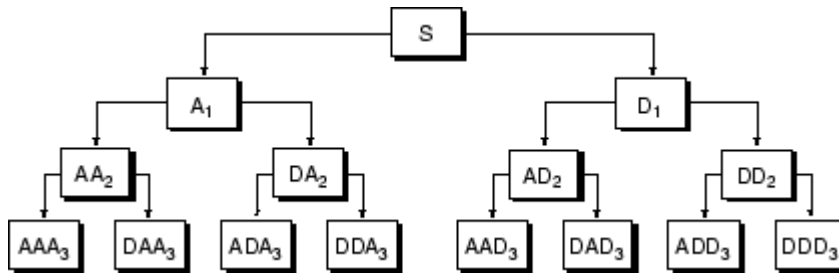 S
A₁ D₁
AA₂ DA₂ AD₂ DD₂
AAA₃ DAA₃ ADA₃ DDA₃ AAD₃ DAD₃ ADD₃ DDD₃